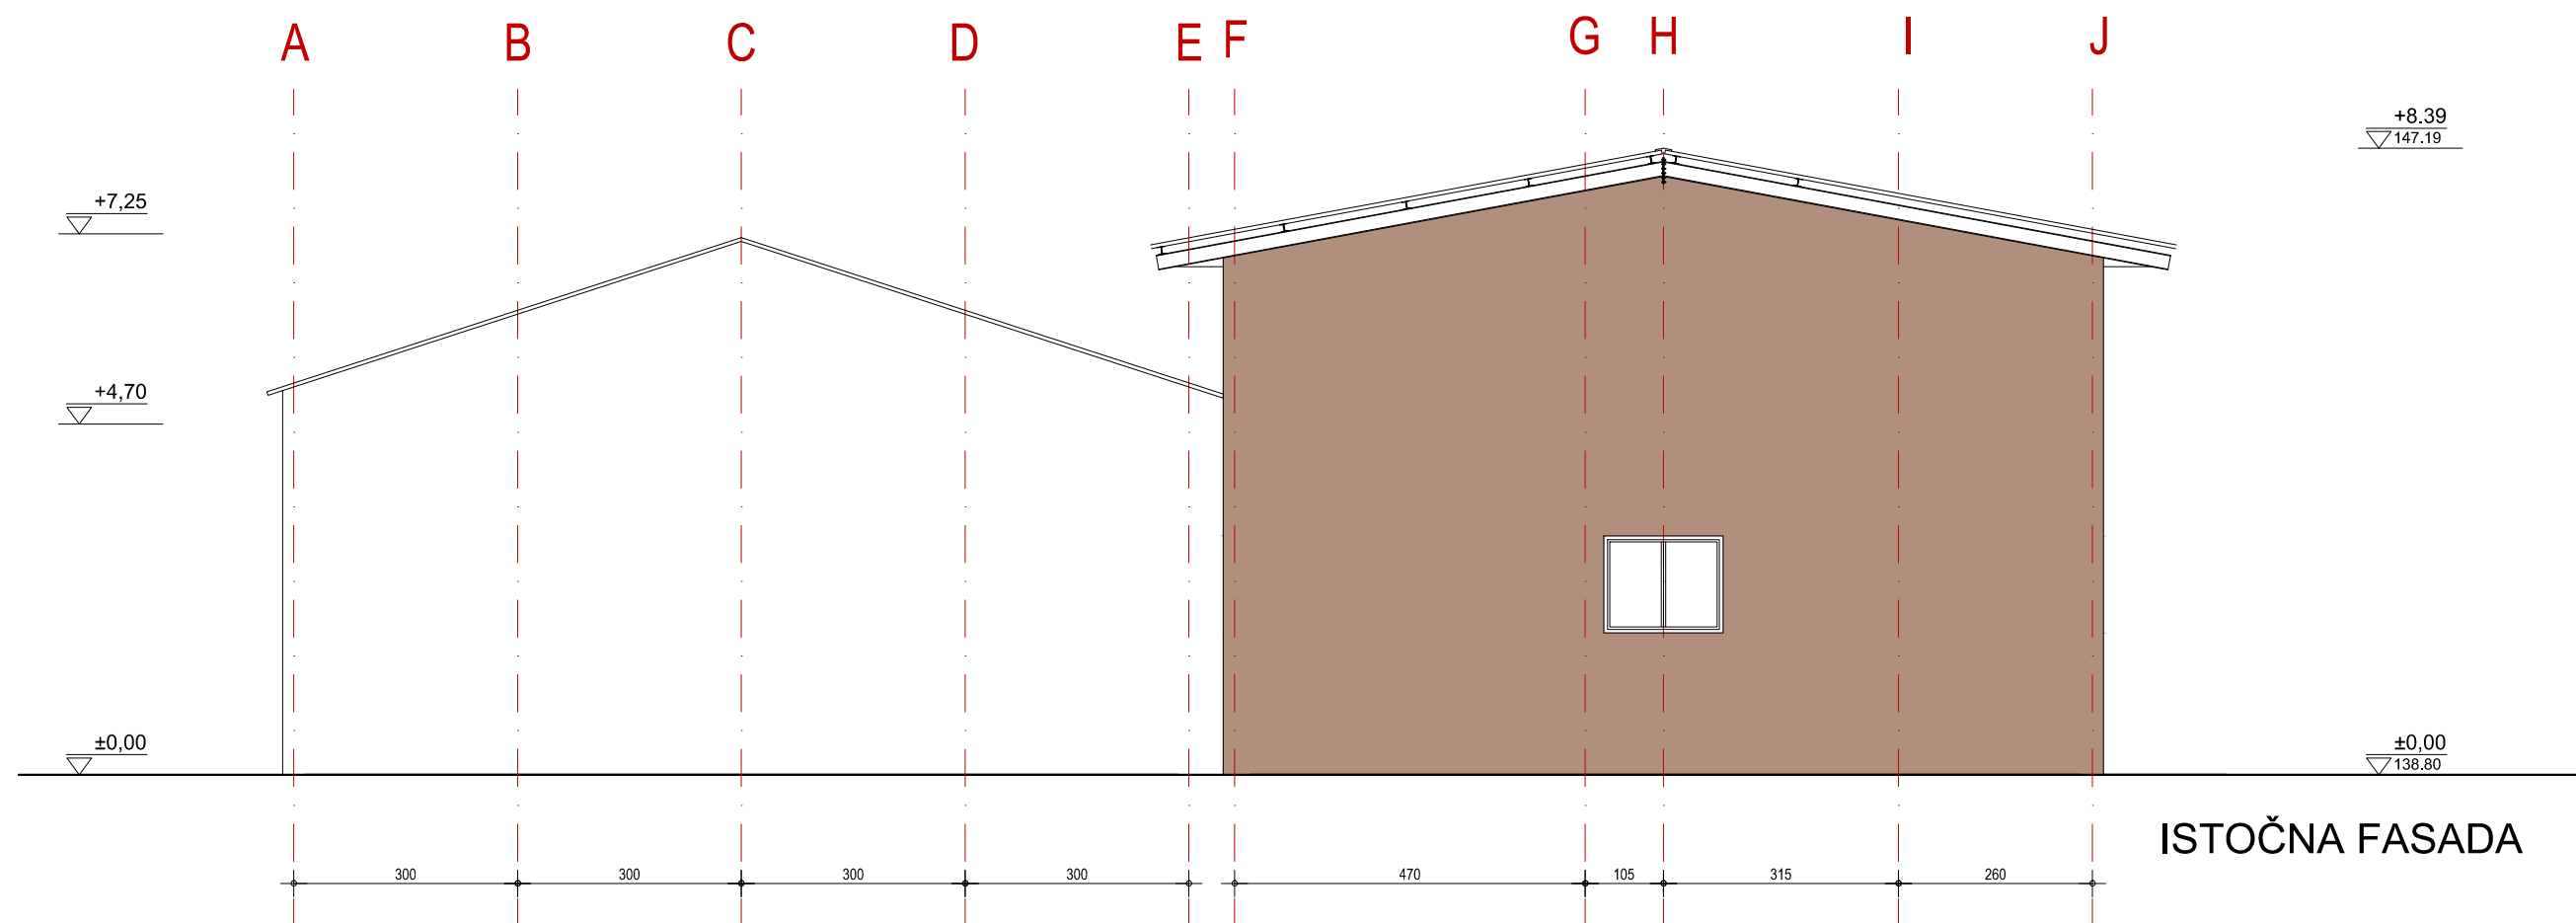 A B C D E F G H I J
+8.39
147.19
+7,25
+4,70
±0,00
±0,00
138.80
ISTOČNA FASADA
300 300 300 300 470 105 315 260